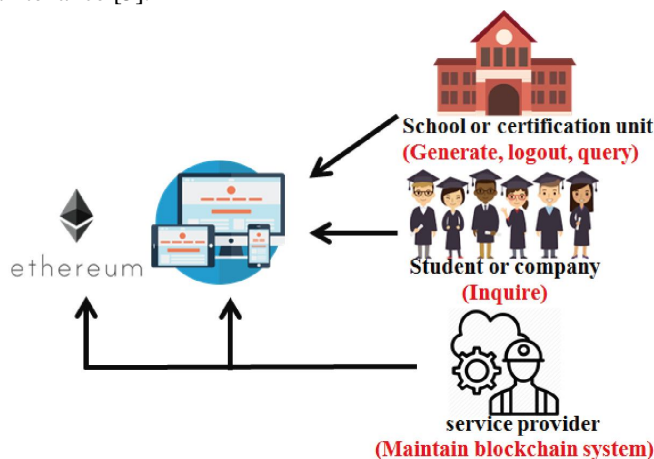 School or certification unit
(Generate, logout, query)
ethereum
Student or company
(Inquire)
service provider
(Maintain blockchain system)